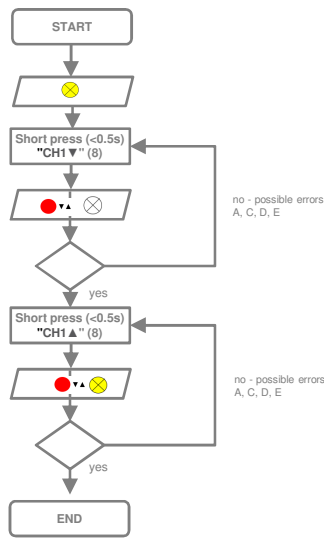 START
Short press (<0.5s)
"CH1▼" (8)
no - possible errors
A, C, D, E
▼▲
yes
Short press (<0.5s)
"CH1▲" (8)
▼▲
no - possible errors
A, C, D, E
yes
END